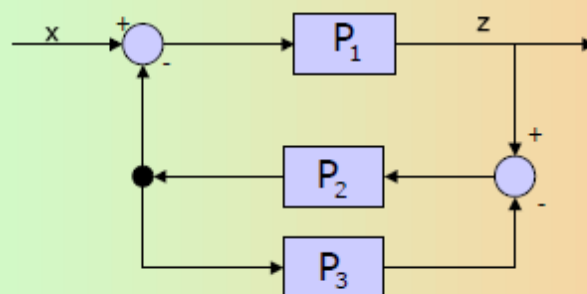 x + - P₁ z
+
P₂
-
P₃